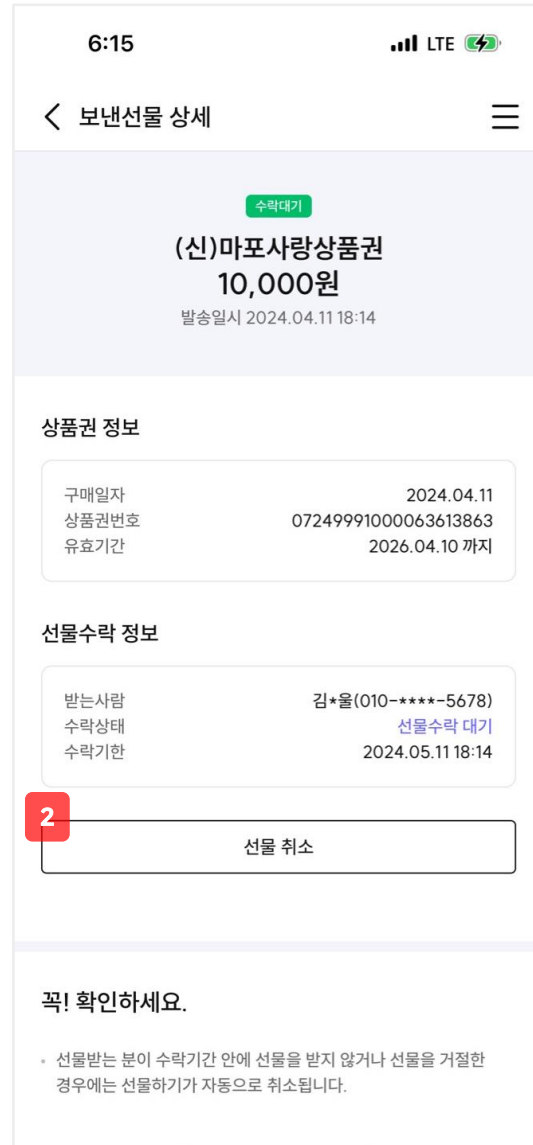 6:15 LTE
보낸선물 상세
수락대기
(신)마포사랑상품권
10,000원
발송일시 2024.04.11 18:14
상품권 정보
구매일자 2024.04.11
상품권번호 07249991000063613863
유효기간 2026.04.10 까지
선물수락 정보
받는사람 김*울(010-****-5678)
수락상태 선물수락 대기
수락기한 2024.05.11 18:14
2
선물 취소
꼭! 확인하세요.
• 선물받는 분이 수락기간 안에 선물을 받지 않거나 선물을 거절한
경우에는 선물하기가 자동으로 취소됩니다.